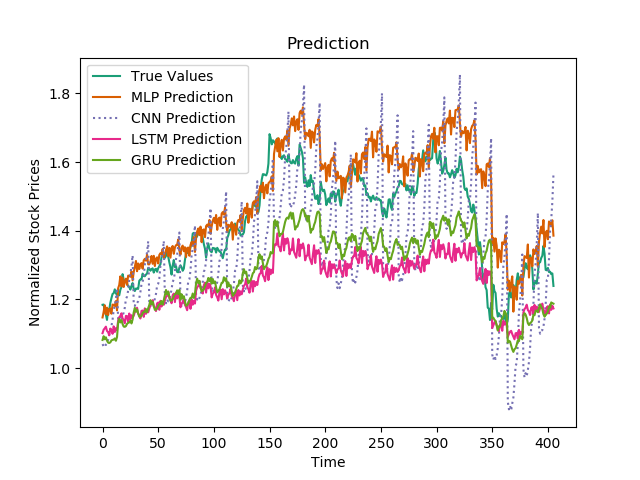 Prediction
True Values
MLP Prediction
CNN Prediction
LSTM Prediction
GRU Prediction
Normalized Stock Prices
1.8
1.6
1.4
1.2
1.0
0 50 100 150 200 250 300 350 400
Time